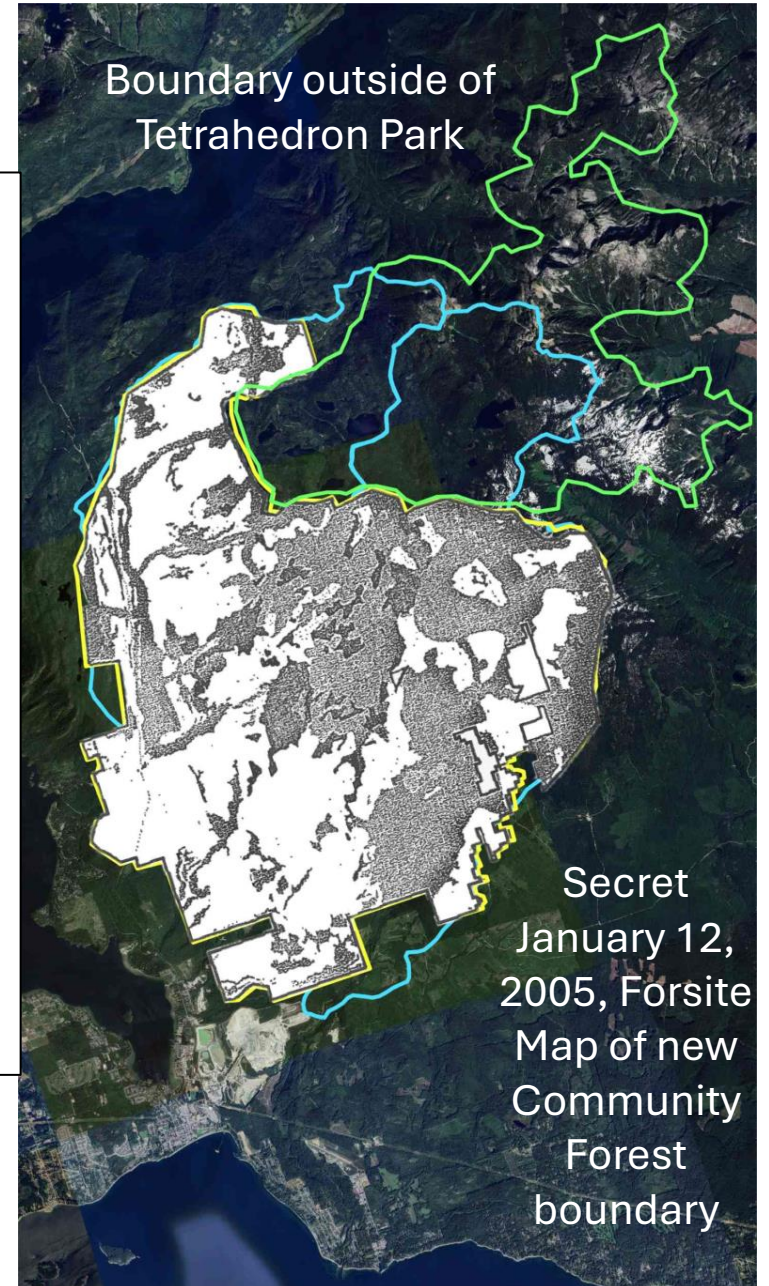 Boundary outside of
Tetrahedron Park
Secret
January 12,
2005, Forsite
Map of new
Community
Forest
boundary